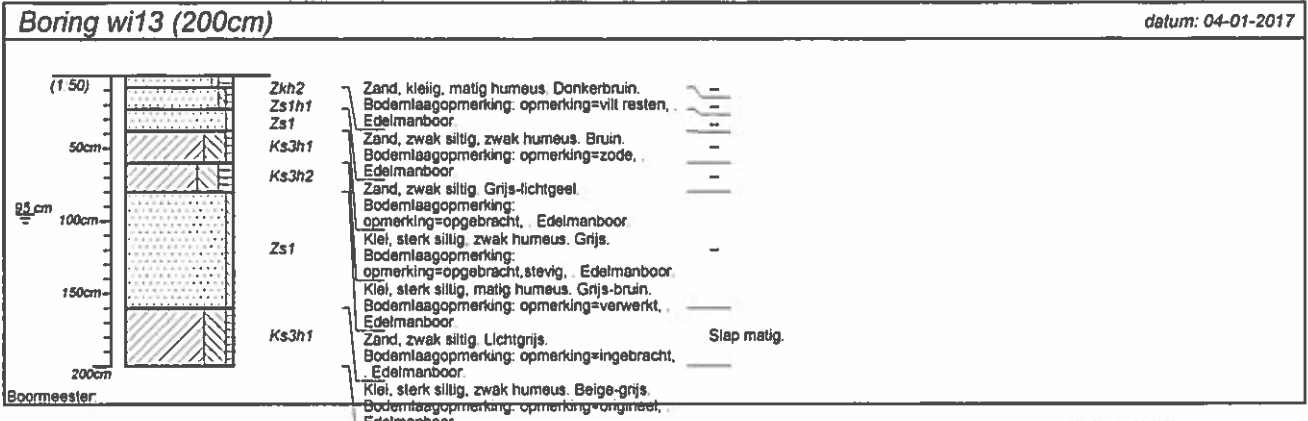 Boring wi13 (200cm)
datum: 04-01-2017
(1:50)
50cm
95 cm
100cm
150cm
200cm
Zkh2
Zs1h1
Zs1
Ks3h1
Ks3h2
Zs1
Ks3h1
Zand, kleiig, matig humeus. Donkerbruin.
Bodemlaagopmerking: opmerking=vilt resten, .
Edelmanboor
Zand, zwak siltig, zwak humeus. Bruin.
Bodemlaagopmerking: opmerking=zode, .
Edelmanboor
Zand, zwak siltig. Grijs-lichtgeel.
Bodemlaagopmerking:
opmerking=opgebracht, . Edelmanboor
Klei, sterk siltig, zwak humeus. Grijs.
Bodemlaagopmerking:
opmerking=opgebracht,stevig, . Edelmanboor.
Klei, sterk siltig, matig humeus. Grijs-bruin.
Bodemlaagopmerking: opmerking=verwerkt, .
Edelmanboor
Zand, zwak siltig. Lichtgrijs.
Bodemlaagopmerking: opmerking=ingebracht,
. Edelmanboor.
Klei, sterk siltig, zwak humeus. Beige-grijs.
Bodemlaagopmerking: opmerking=origineel, .
Edelmanboor
Slap matig.
Boormeester: